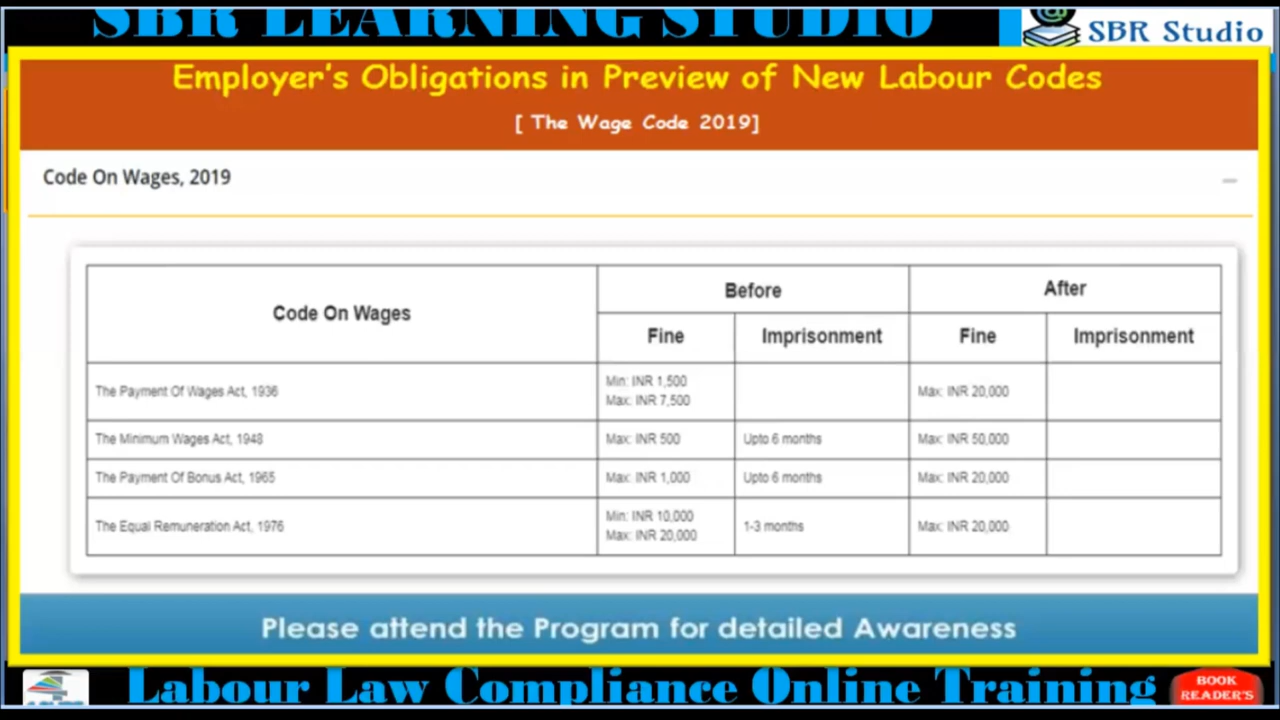 SBR LEARNING STUDIO
@ SBR Studio
Employer's Obligations in Preview of New Labour Codes
[ The Wage Code 2019]
Code On Wages, 2019
Code On Wages
Before
After
Fine
Imprisonment
Fine
Imprisonment
The Payment Of Wages Act, 1936
Min: INR 1,500
Max: INR 7,500
Max: INR 20,000
The Minimum Wages Act, 1948
Max: INR 500
Upto 6 months
Max: INR 50,000
The Payment Of Bonus Act, 1965
Max: INR 1,000
Upto 6 months
Max: INR 20,000
The Equal Remuneration Act, 1976
Min: INR 10,000
Max: INR 20,000
1-3 months
Max: INR 20,000
Please attend the Program for detailed Awareness
Labour Law Compliance Online Training
BOOK
READER'S